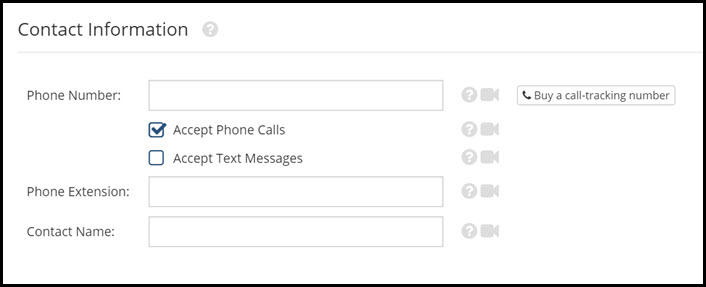 Contact Information
Phone Number:
Buy a call-tracking number
Accept Phone Calls
Accept Text Messages
Phone Extension:
Contact Name: